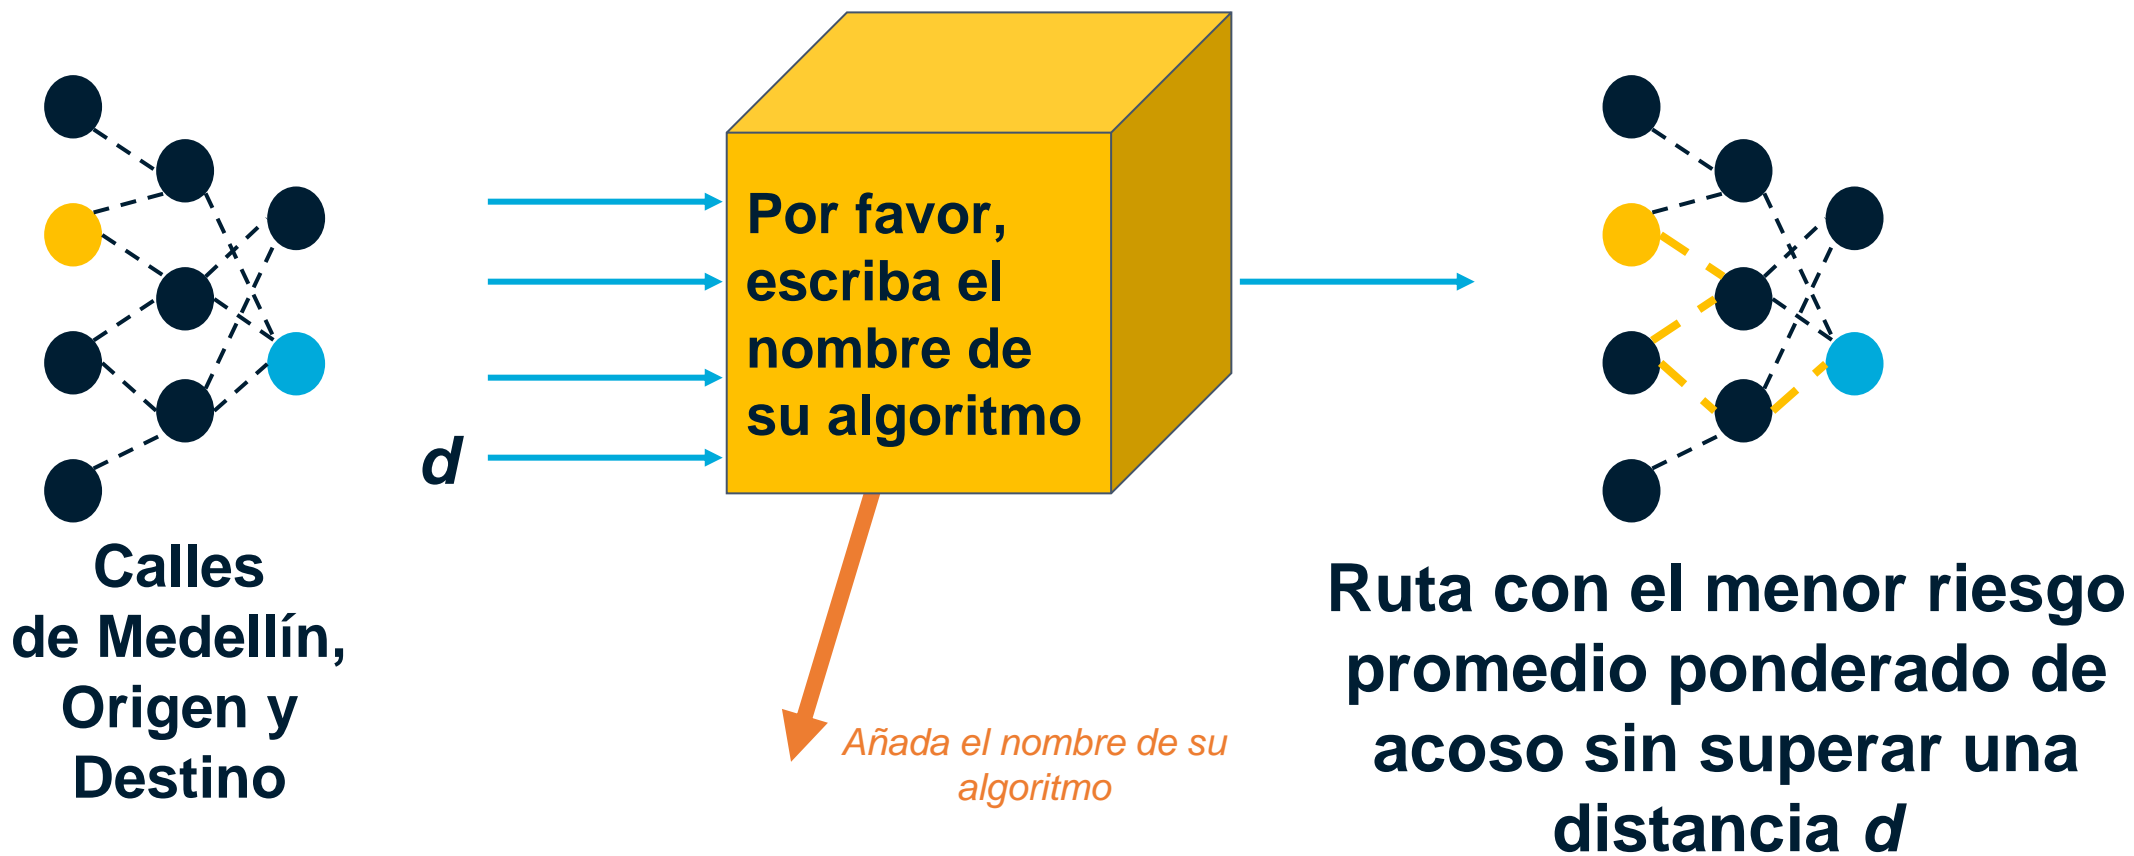 Calles
de Medellín,
Origen y
Destino
d
Por favor,
escriba el
nombre de
su algoritmo
Añada el nombre de su
algoritmo
Ruta con el menor riesgo
promedio ponderado de
acoso sin superar una
distancia d